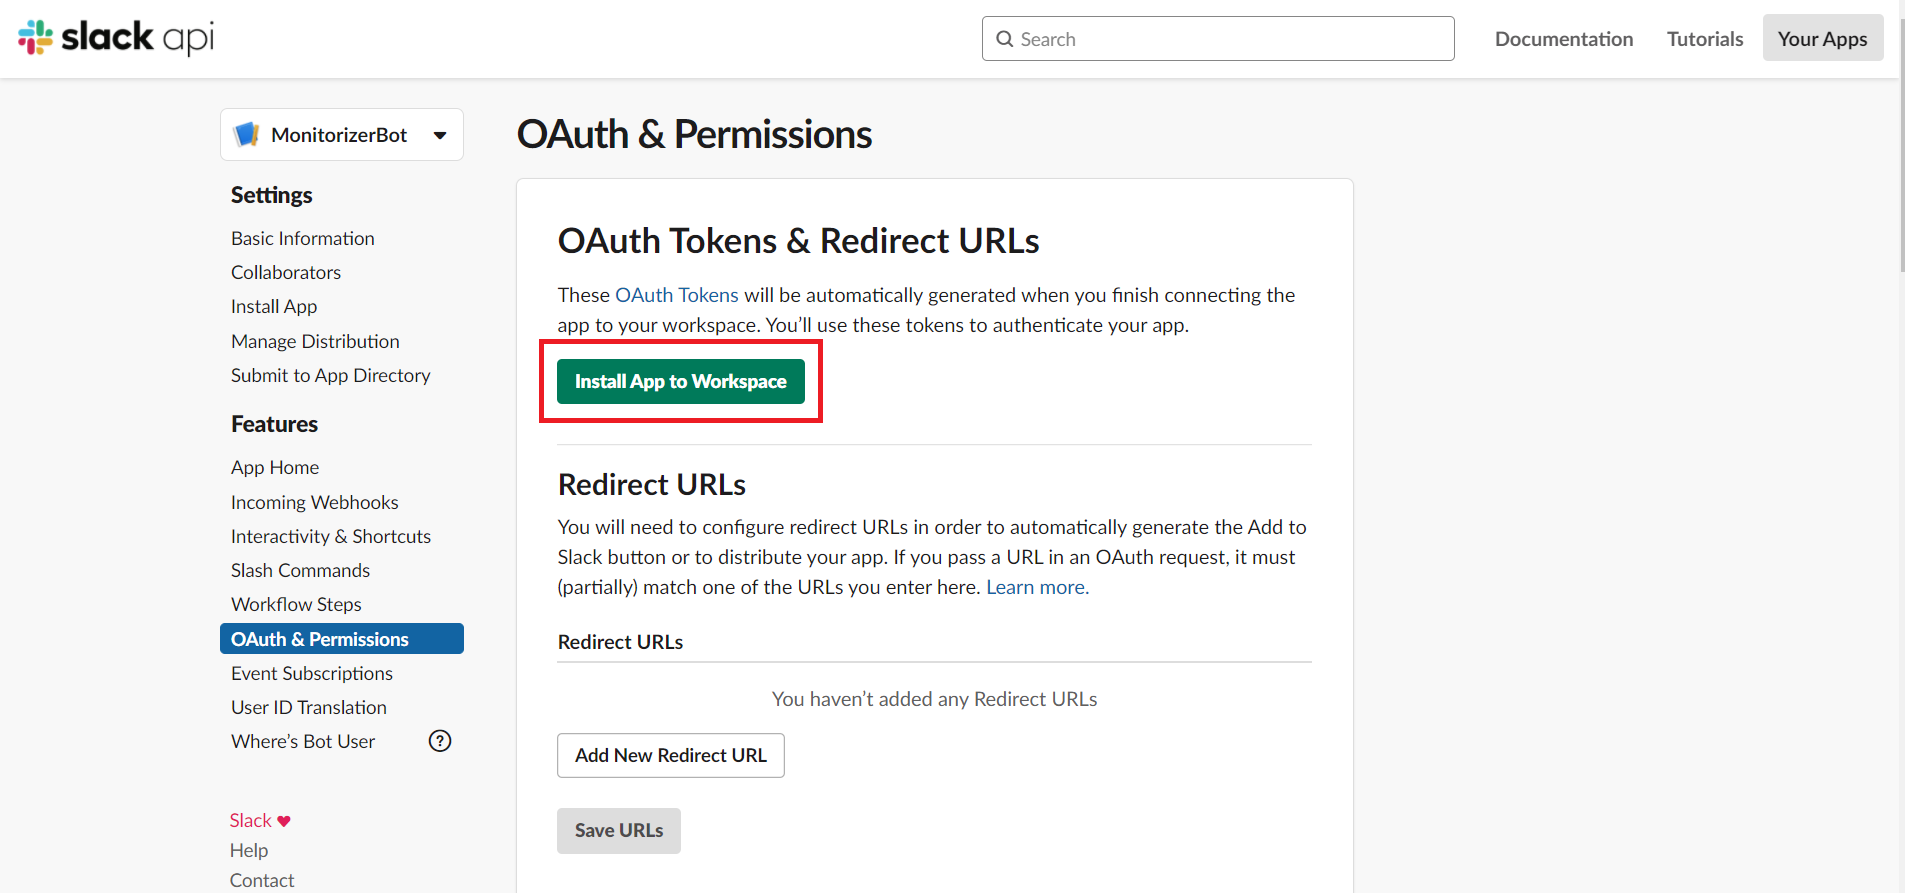 slack api
Search
Documentation
Tutorials
Your Apps
MonitorizerBot
Settings
Basic Information
Collaborators
Install App
Manage Distribution
Submit to App Directory
Features
App Home
Incoming Webhooks
Interactivity & Shortcuts
Slash Commands
Workflow Steps
OAuth & Permissions
Event Subscriptions
User ID Translation
Where's Bot User
?
Slack ♥
Help
Contact
OAuth & Permissions
OAuth Tokens & Redirect URLs
These OAuth Tokens will be automatically generated when you finish connecting the
app to your workspace. You'll use these tokens to authenticate your app.
Install App to Workspace
Redirect URLs
You will need to configure redirect URLs in order to automatically generate the Add to
Slack button or to distribute your app. If you pass a URL in an OAuth request, it must
(partially) match one of the URLs you enter here. Learn more.
Redirect URLs
You haven't added any Redirect URLs
Add New Redirect URL
Save URLs